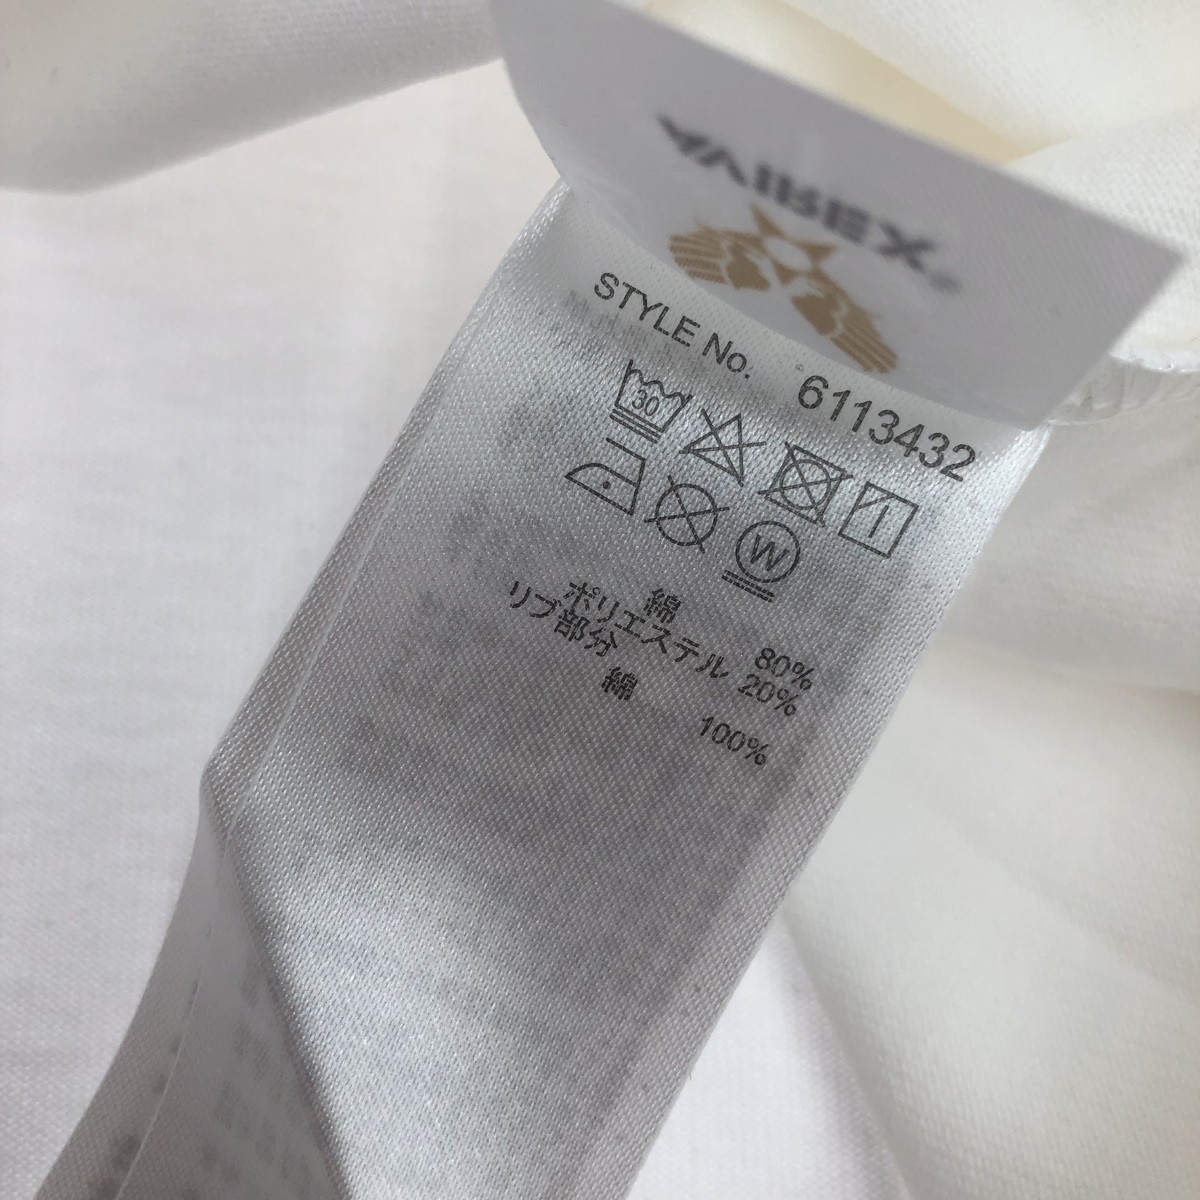 AVIREX®
STYLE No. 6113432
30
W
綿 80%
ポリエステル 20%
リブ部分
綿 100%